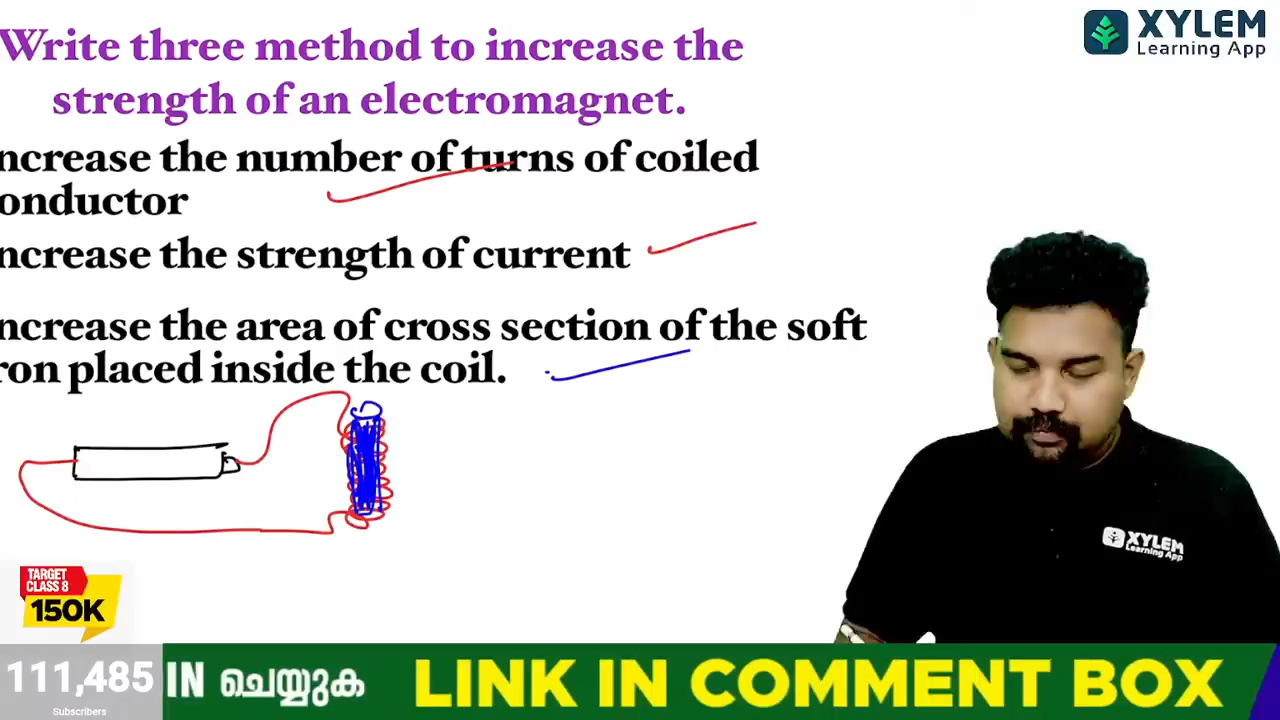 Write three method to increase the
strength of an electromagnet.
ncrease the number of turns of coiled
onductor
ncrease the strength of current
ncrease the area of cross section of the soft
ron placed inside the coil.
XYLEM
Learning App
XYLEM
Learning App
TARGET
CLASS 8
150K
111,485
Subscribers
IN ചെയ്യുക
LINK IN COMMENT BOX